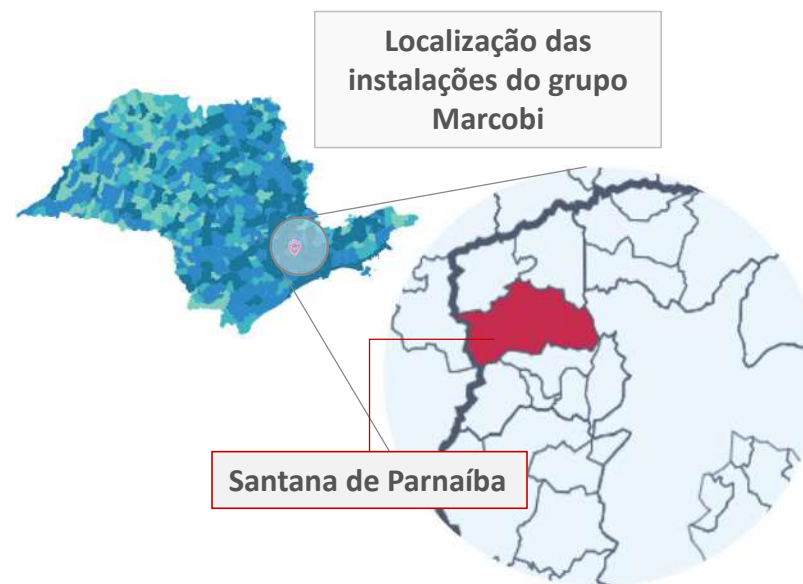 Localização das
instalações do grupo
Marcobi
Santana de Parnaíba